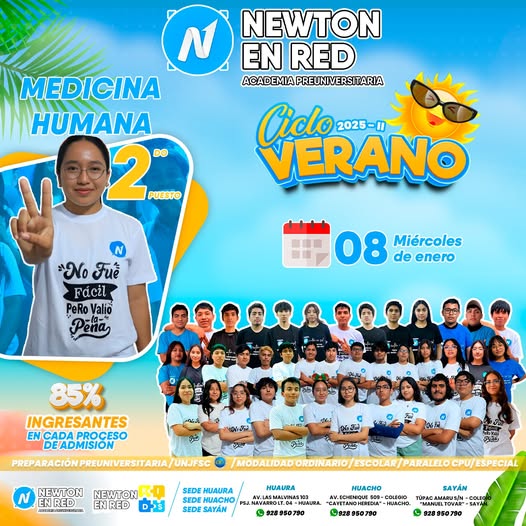 NEWTON
EN RED
ACADEMIA PREUNIVERSITARIA
MEDICINA
HUMANA
2DO
PUESTO
Ciclo 2025 - II
VERANO
08 Miércoles
de enero
N
"No Fue
Fácil
PeRo Valió
la
Pena"
85%
INGRESANTES
EN CADA PROCESO
DE ADMISIÓN
PREPARACIÓN PREUNIVERSITARIA/UNJFSC /MODALIDAD ORDINARIO/ESCOLAR/PARALELO CPU/ESPECIAL
NEWTON
EN RED
ACADEMIA PREUNIVERSITARIA
NEWTON
EN RED
SEDE HUAURA
SEDE HUACHO
SEDE SAYÁN
HUAURA
AV. LAS MALVINAS 103
PSJ. NAVARRO LT. 04 - HUAURA.
928 950 790
HUACHO
AV. ECHENIQUE 509 - COLEGIO
"CAYETANO HEREDIA" - HUACHO.
928 950 790
SAYÁN
TÚPAC AMARU S/N - COLEGIO
"MANUEL TOVAR" - SAYÁN.
928 950 790